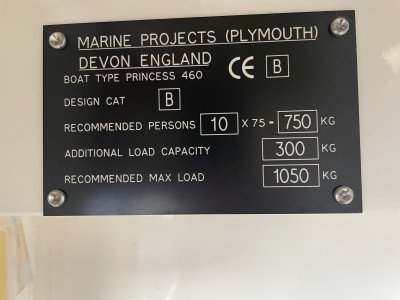 MARINE PROJECTS (PLYMOUTH)
DEVON ENGLAND CE B
BOAT TYPE PRINCESS 460
DESIGN CAT B
RECOMMENDED PERSONS 10 X 75 - 750 KG
ADDITIONAL LOAD CAPACITY 300 KG
RECOMMENDED MAX LOAD 1050 KG